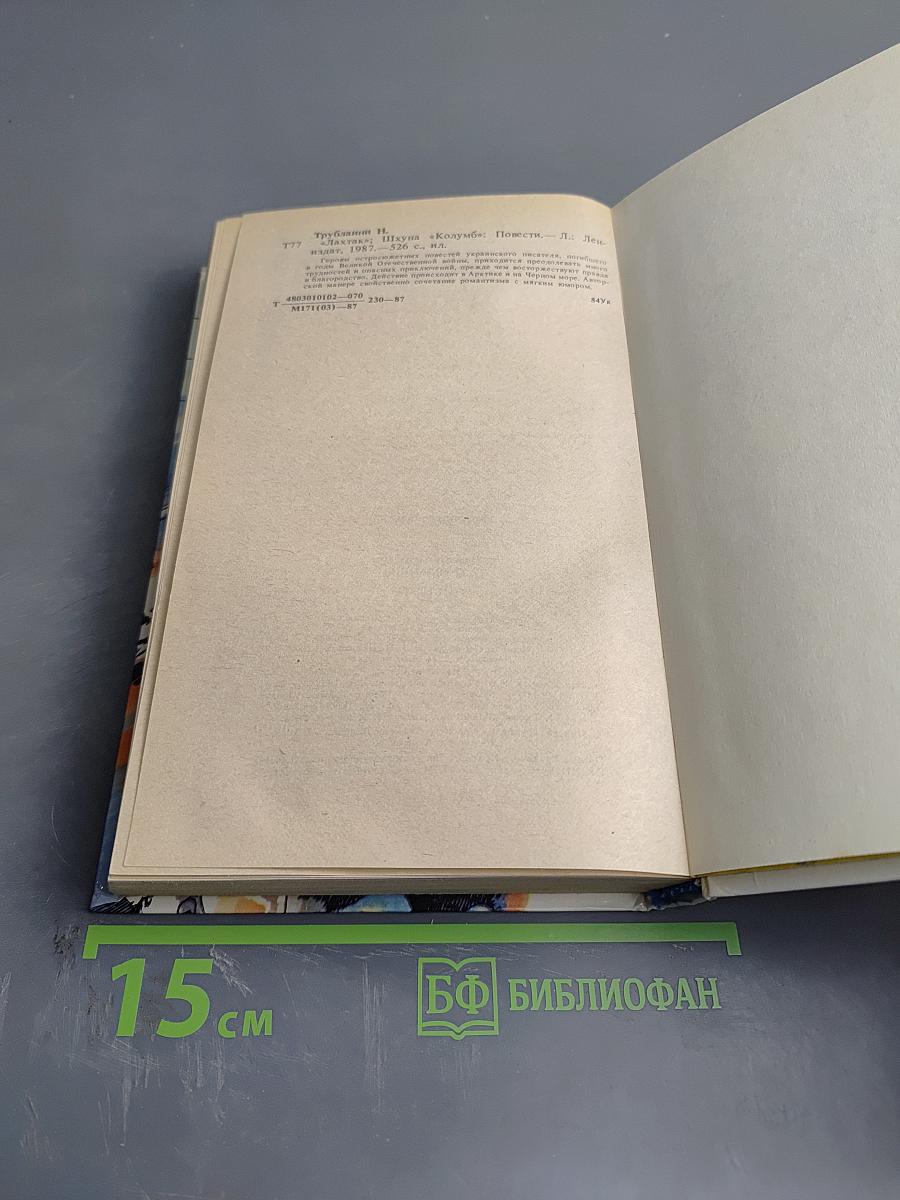 Трублаини Н.
Т77 «Лахтак»; Шхуна «Колумб»: Повести.— Л.: Лен-
издат, 1987.—526 с., ил.
Герои остросюжетных повестей украинского писателя, погибшего
в годы Великой Отечественной войны, приходится преодолевать много
трудностей и опасных приключений, прежде чем восторжествуют правда
и благородство. Действие происходит в Арктике и на Черном море. Автор-
ской манере свойственно сочетание романтизма с мягким юмором.
Т 4803010102—070
М171(03)—87 230—87 84Ук
15 см
БФ БИБЛИОФАН